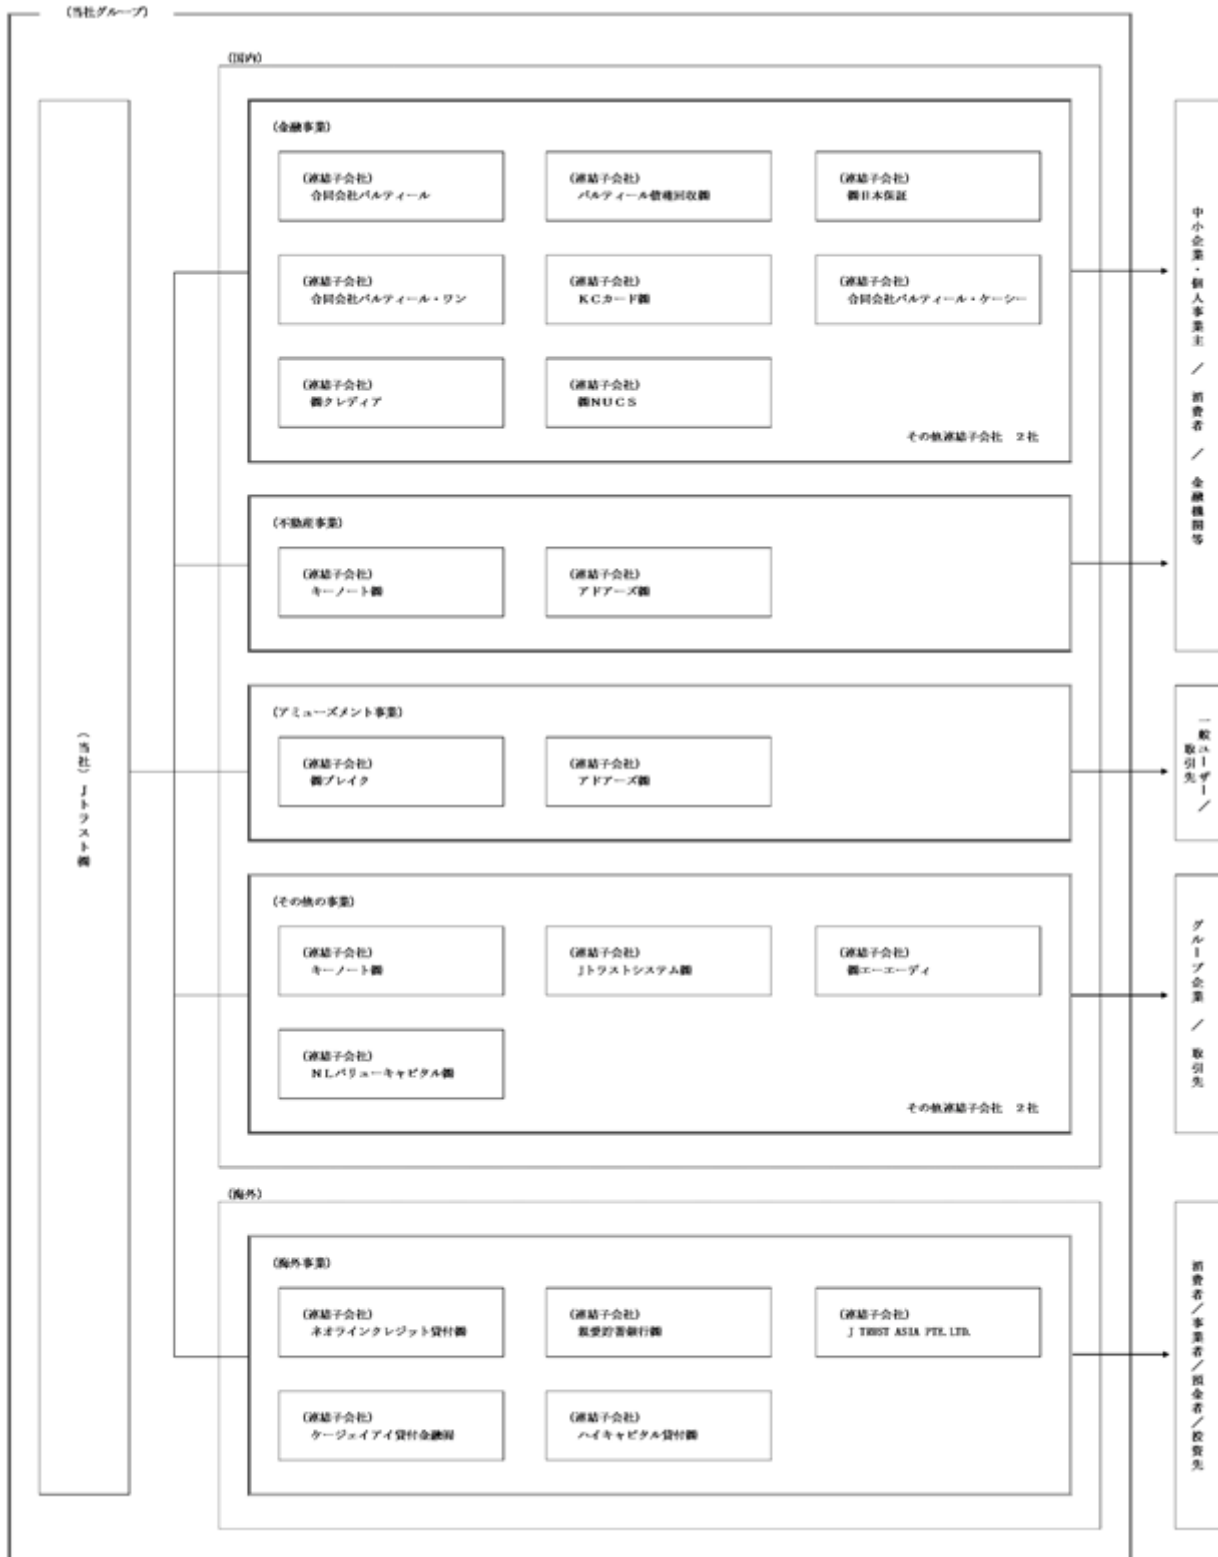 (当社グループ)
(国内)
(金融事業)
(連結子会社)
合同会社パルティール
(連結子会社)
パルティール債権回収㈱
(連結子会社)
㈱日本保証
(連結子会社)
合同会社パルティール・ワン
(連結子会社)
KCカード㈱
(連結子会社)
合同会社パルティール・ケーシー
(連結子会社)
㈱クレディア
(連結子会社)
㈱NUCS
その他連結子会社 2社
中小企業・個人事業主 / 消費者 / 金融機関等
(不動産事業)
(連結子会社)
キーノート㈱
(連結子会社)
アドアーズ㈱
(当社)Jトラスト㈱
(アミューズメント事業)
(連結子会社)
㈱ブレイク
(連結子会社)
アドアーズ㈱
一般ユーザー/
取引先
(その他の事業)
(連結子会社)
キーノート㈱
(連結子会社)
Jトラストシステム㈱
(連結子会社)
㈱エーエーディ
(連結子会社)
NLバリューキャピタル㈱
その他連結子会社 2社
グループ企業 / 取引先
(海外)
(海外事業)
(連結子会社)
ネオラインクレジット貸付㈱
(連結子会社)
親愛貯蓄銀行㈱
(連結子会社)
J TRUST ASIA PTE.LTD.
(連結子会社)
ケージェイアイ貸付金融㈲
(連結子会社)
ハイキャピタル貸付㈱
消費者/事業者/預金者/投資先